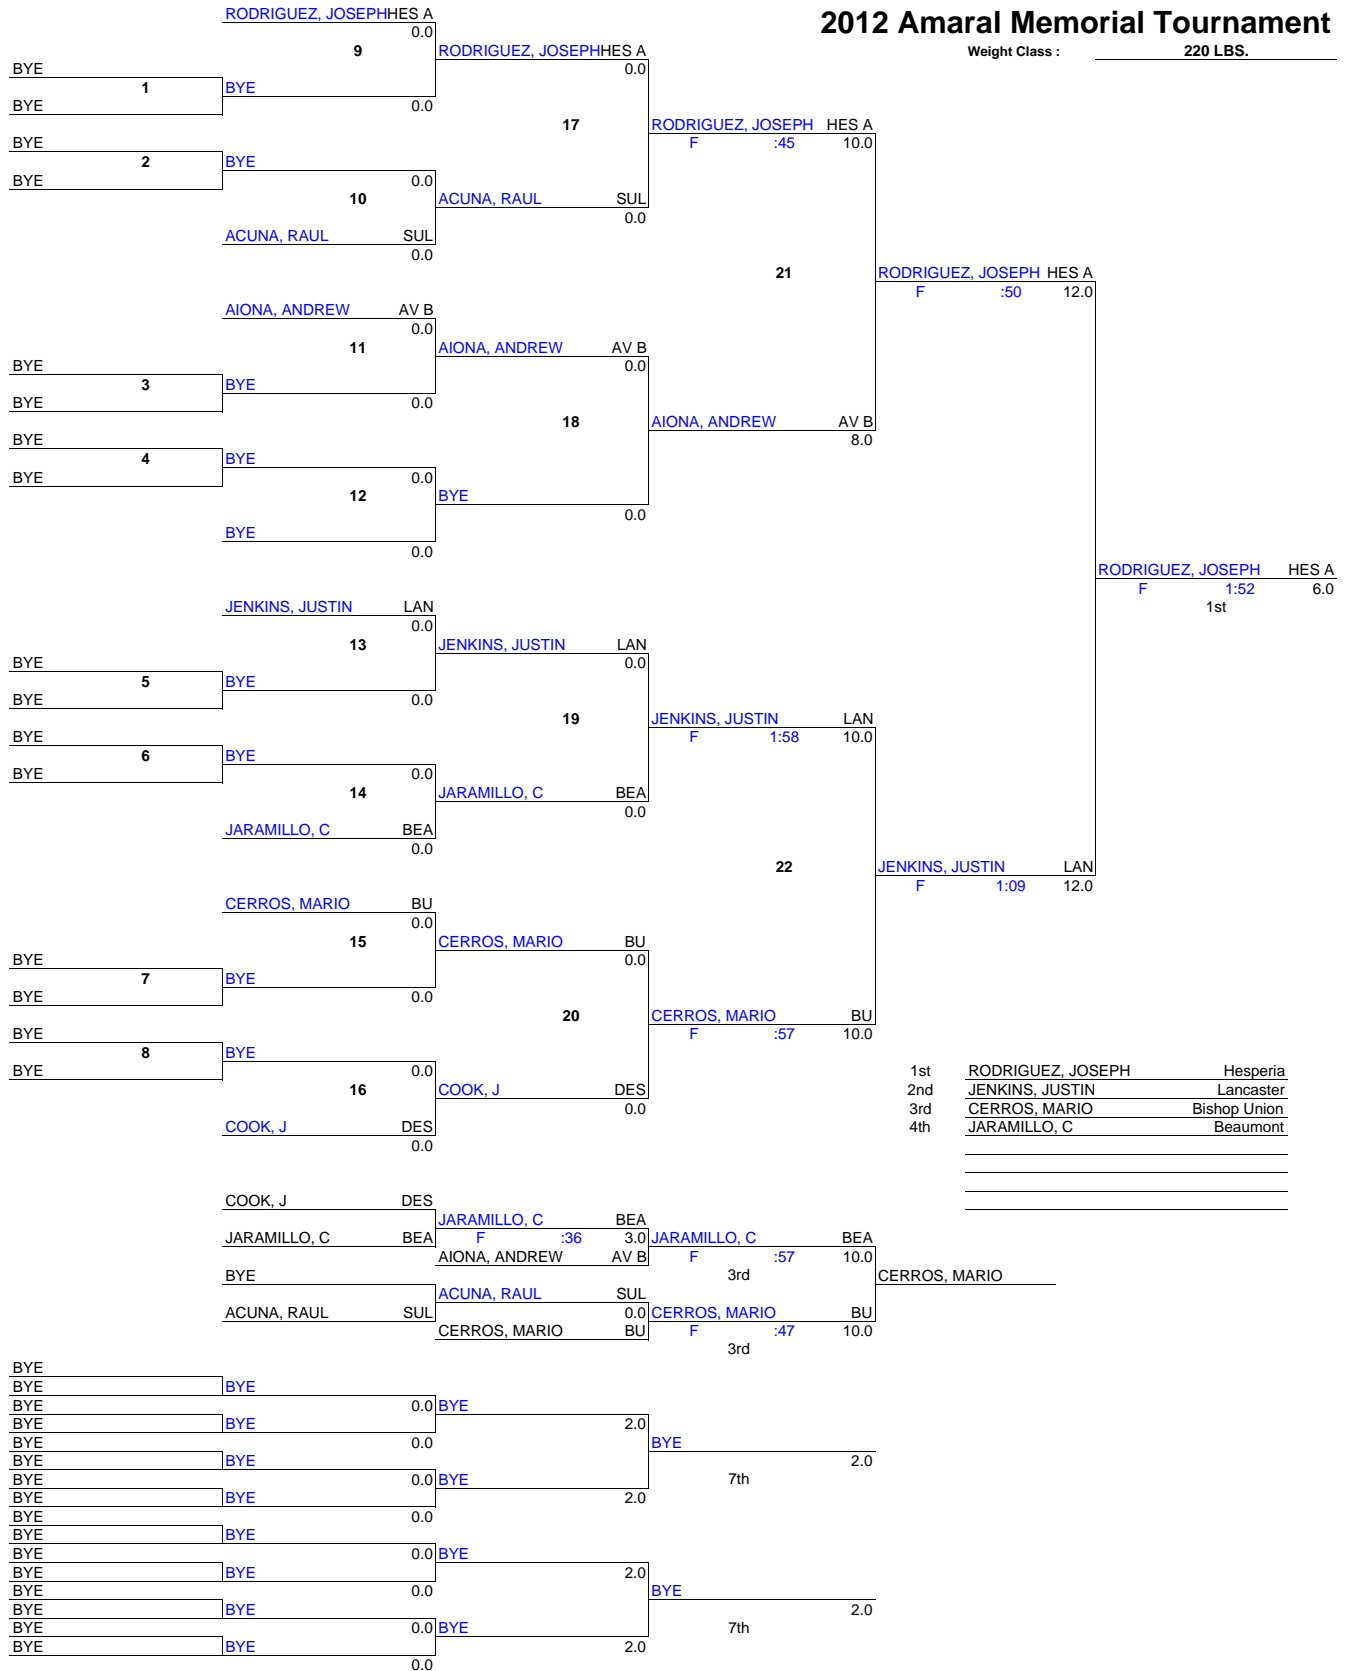 RODRIGUEZ, JOSEPH HES A
2012 Amaral Memorial Tournament
0.0
9 RODRIGUEZ, JOSEPH HES A
Weight Class : 220 LBS.
BYE 0.0
1 BYE
BYE 0.0
17 RODRIGUEZ, JOSEPH HES A
BYE F :45 10.0
2 BYE
BYE 0.0
10 ACUNA, RAUL SUL
0.0
ACUNA, RAUL SUL
0.0
21 RODRIGUEZ, JOSEPH HES A
F :50 12.0
AIONA, ANDREW AV B
0.0
11 AIONA, ANDREW AV B
BYE 0.0
3 BYE
BYE 0.0
18 AIONA, ANDREW AV B
BYE 8.0
4 BYE
BYE 0.0
12 BYE
0.0
BYE
0.0
RODRIGUEZ, JOSEPH HES A
F 1:52 6.0
JENKINS, JUSTIN LAN 1st
0.0
13 JENKINS, JUSTIN LAN
BYE 0.0
5 BYE
BYE 0.0
19 JENKINS, JUSTIN LAN
BYE F 1:58 10.0
6 BYE
BYE 0.0
14 JARAMILLO, C BEA
0.0
JARAMILLO, C BEA
0.0
22 JENKINS, JUSTIN LAN
F 1:09 12.0
CERROS, MARIO BU
0.0
15 CERROS, MARIO BU
BYE 0.0
7 BYE
BYE 0.0
20 CERROS, MARIO BU
BYE F :57 10.0
8 BYE
BYE 0.0 1st RODRIGUEZ, JOSEPH Hesperia
16 COOK, J DES 2nd JENKINS, JUSTIN Lancaster
0.0 3rd CERROS, MARIO Bishop Union
COOK, J DES 4th JARAMILLO, C Beaumont
0.0
COOK, J DES
JARAMILLO, C BEA
JARAMILLO, C BEA F :36 3.0 JARAMILLO, C BEA
AIONA, ANDREW AV B F :57 10.0
BYE 3rd CERROS, MARIO
ACUNA, RAUL SUL
ACUNA, RAUL SUL 0.0 CERROS, MARIO BU
CERROS, MARIO BU F :47 10.0
3rd
BYE
BYE BYE
BYE 0.0 BYE
BYE BYE 2.0
BYE 0.0 BYE
BYE BYE 2.0
BYE 0.0 BYE 7th
BYE BYE 2.0
BYE 0.0
BYE BYE
BYE 0.0 BYE
BYE BYE 2.0
BYE 0.0 BYE
BYE BYE 2.0
BYE 0.0 BYE 7th
BYE BYE 2.0
0.0